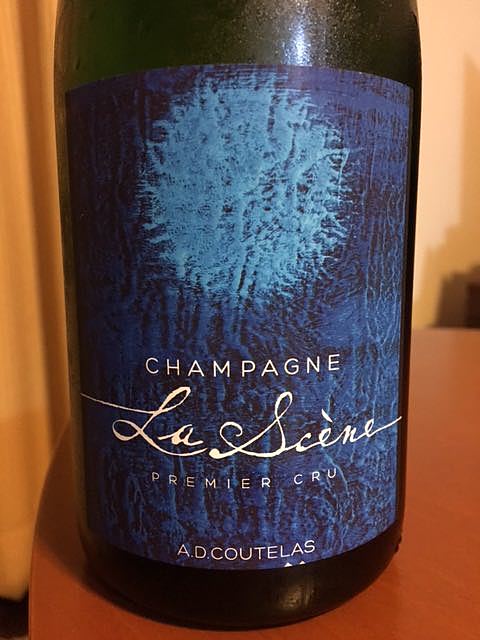 CHAMPAGNE
La Scène
PREMIER CRU
A.D.COUTELAS